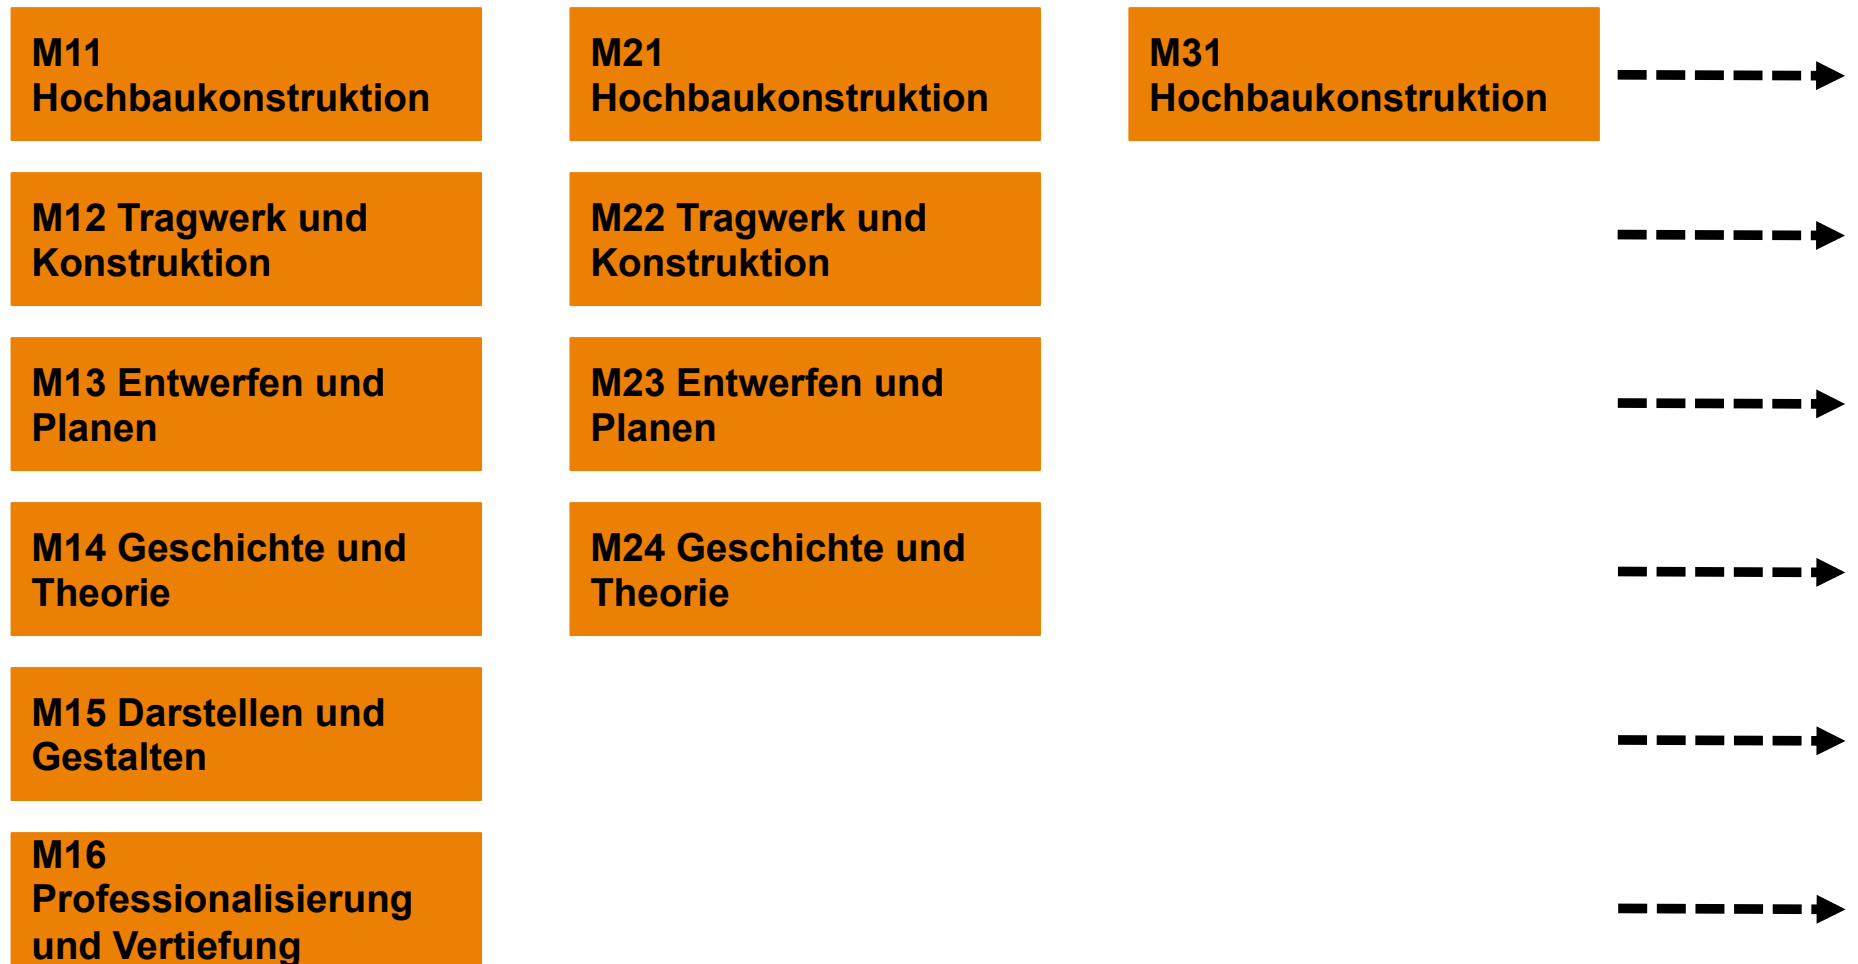 M11
Hochbaukonstruktion
M21
Hochbaukonstruktion
M31
Hochbaukonstruktion
M12 Tragwerk und
Konstruktion
M22 Tragwerk und
Konstruktion
M13 Entwerfen und
Planen
M23 Entwerfen und
Planen
M14 Geschichte und
Theorie
M24 Geschichte und
Theorie
M15 Darstellen und
Gestalten
M16
Professionalisierung
und Vertiefung